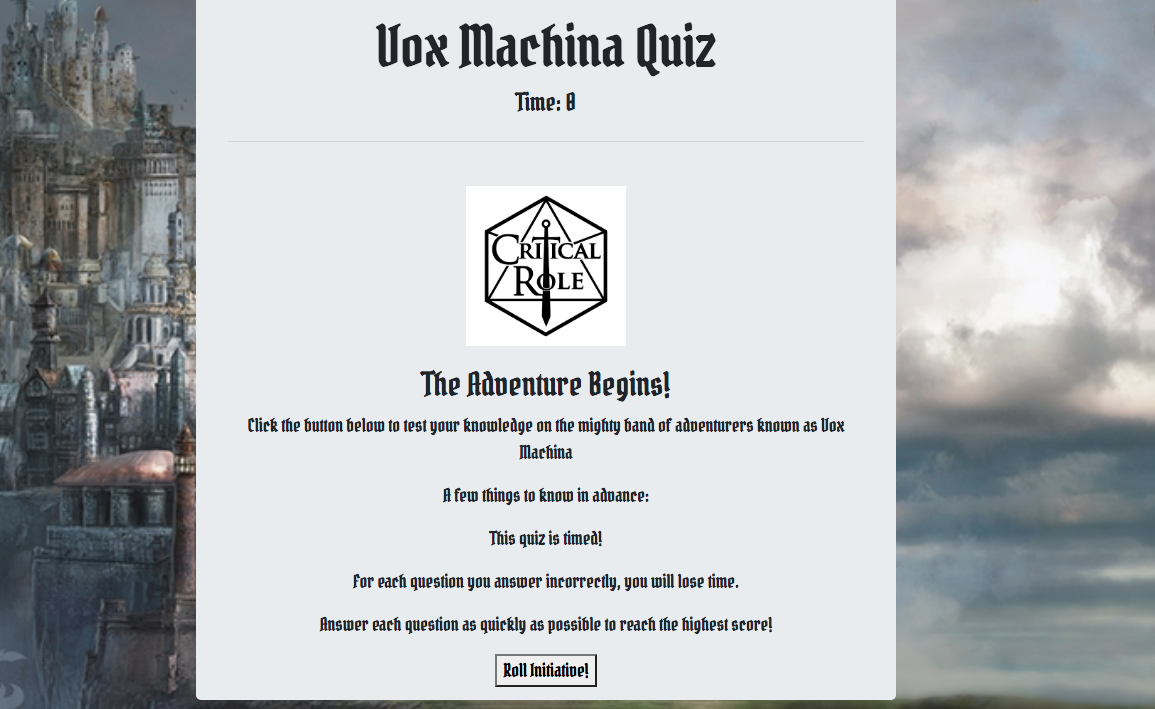 Vox Machina Quiz
Time: 0
CRITICAL
ROLE
The Adventure Begins!
Click the button below to test your knowledge on the mighty band of adventurers known as Vox
Machina
A few things to know in advance:
This quiz is timed!
For each question you answer incorrectly, you will lose time.
Answer each question as quickly as possible to reach the highest score!
Roll Initiative!